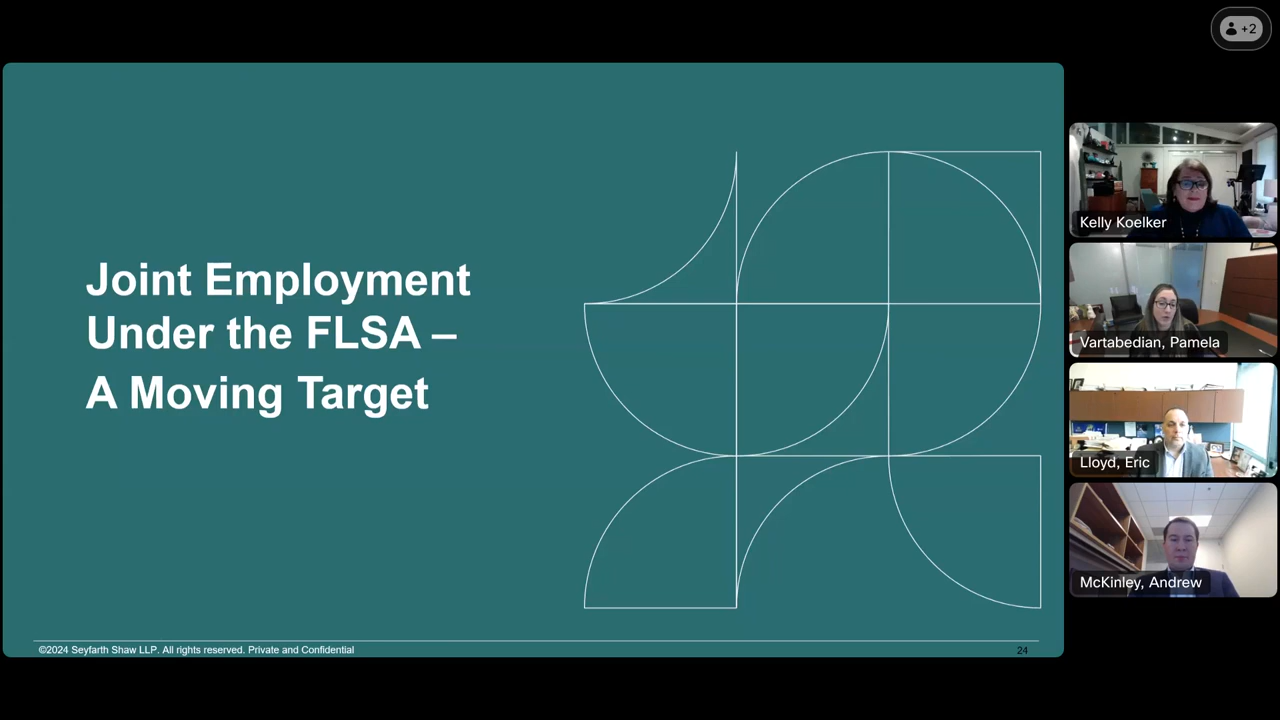 +2
Joint Employment
Under the FLSA –
A Moving Target
©2024 Seyfarth Shaw LLP. All rights reserved. Private and Confidential
24
Kelly Koelker
Vartabedian, Pamela
Lloyd, Eric
McKinley, Andrew